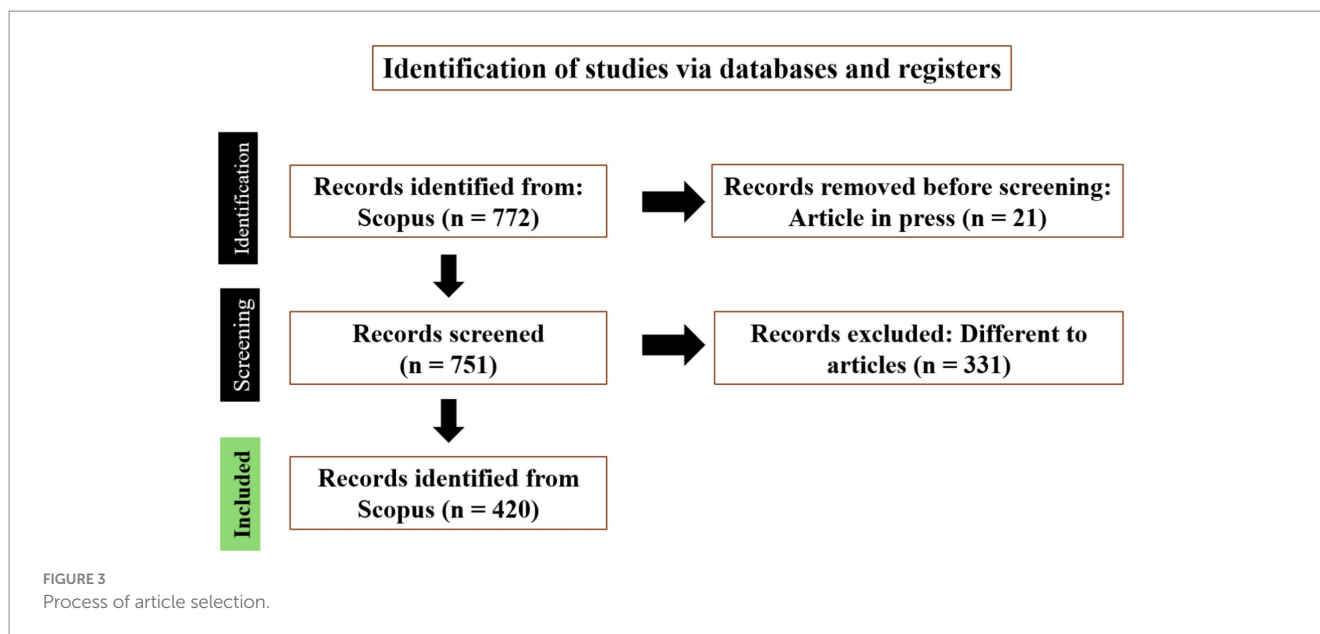 Identification of studies via databases and registers
Identification
Records identified from:
Scopus (n = 772)
Records removed before screening:
Article in press (n = 21)
Screening
Records screened
(n = 751)
Records excluded: Different to
articles (n = 331)
Included
Records identified from
Scopus (n = 420)
FIGURE 3
Process of article selection.